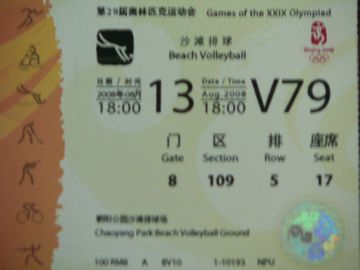 第29届奥林匹克运动会 Games of the XXIX Olympiad
沙滩排球
Beach Volleyball
Beijing 2008
日期 / 时间 Date / Time
2008年08月 13 Aug.2008 V79
18:00 18:00
门 区 排 座席
Gate Section Row Seat
8 109 5 17
朝阳公园沙滩排球场
Chaoyang Park Beach Volleyball Ground
100 RMB A BV10 1-10193 NPU